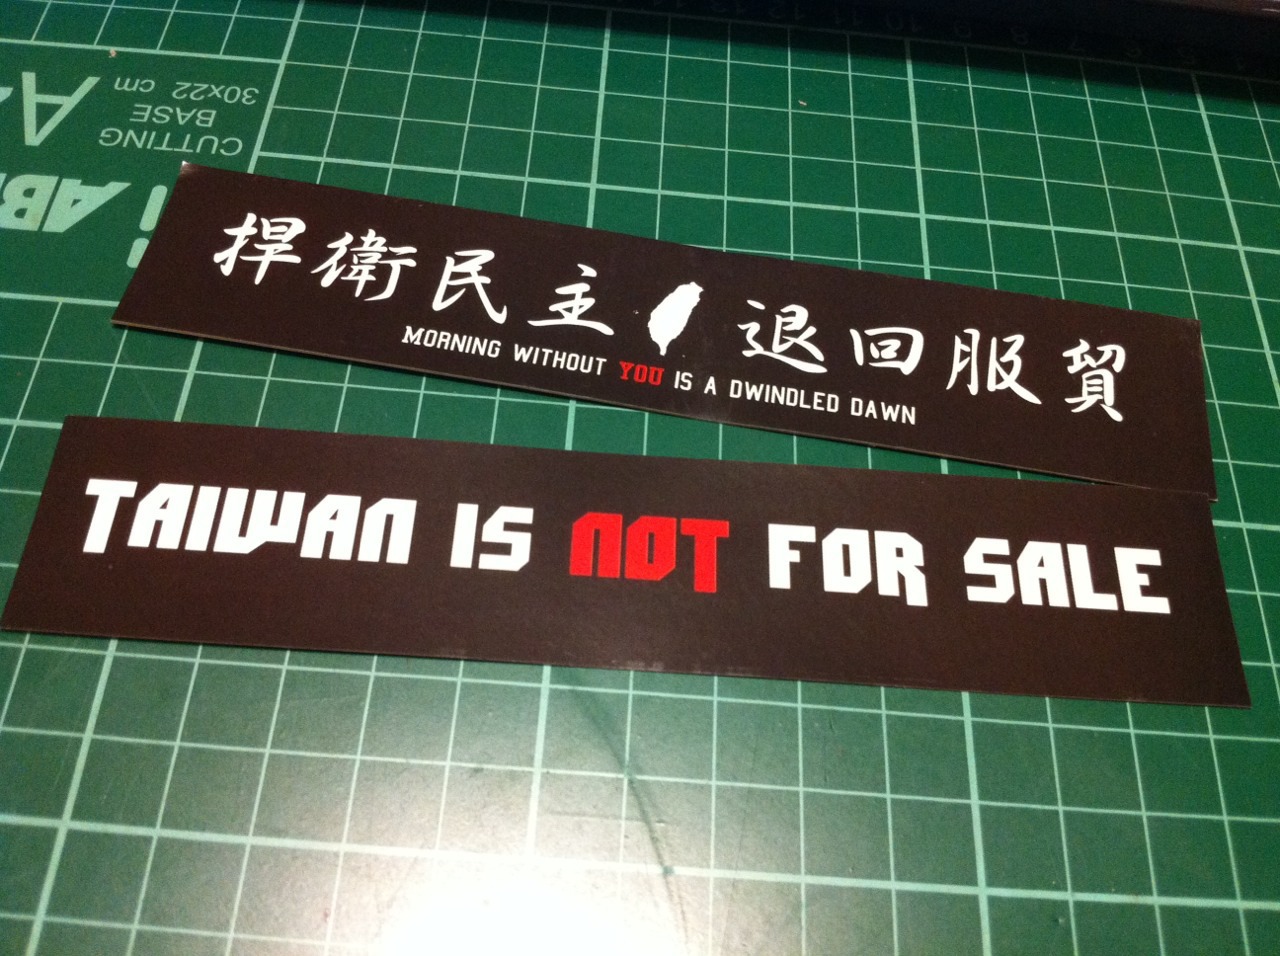 捍衛民主 退回服貿
MORNING WITHOUT YOU IS A DWINDLED DAWN
TAIWAN IS NOT FOR SALE
CUTTING
BASE
30x22 cm